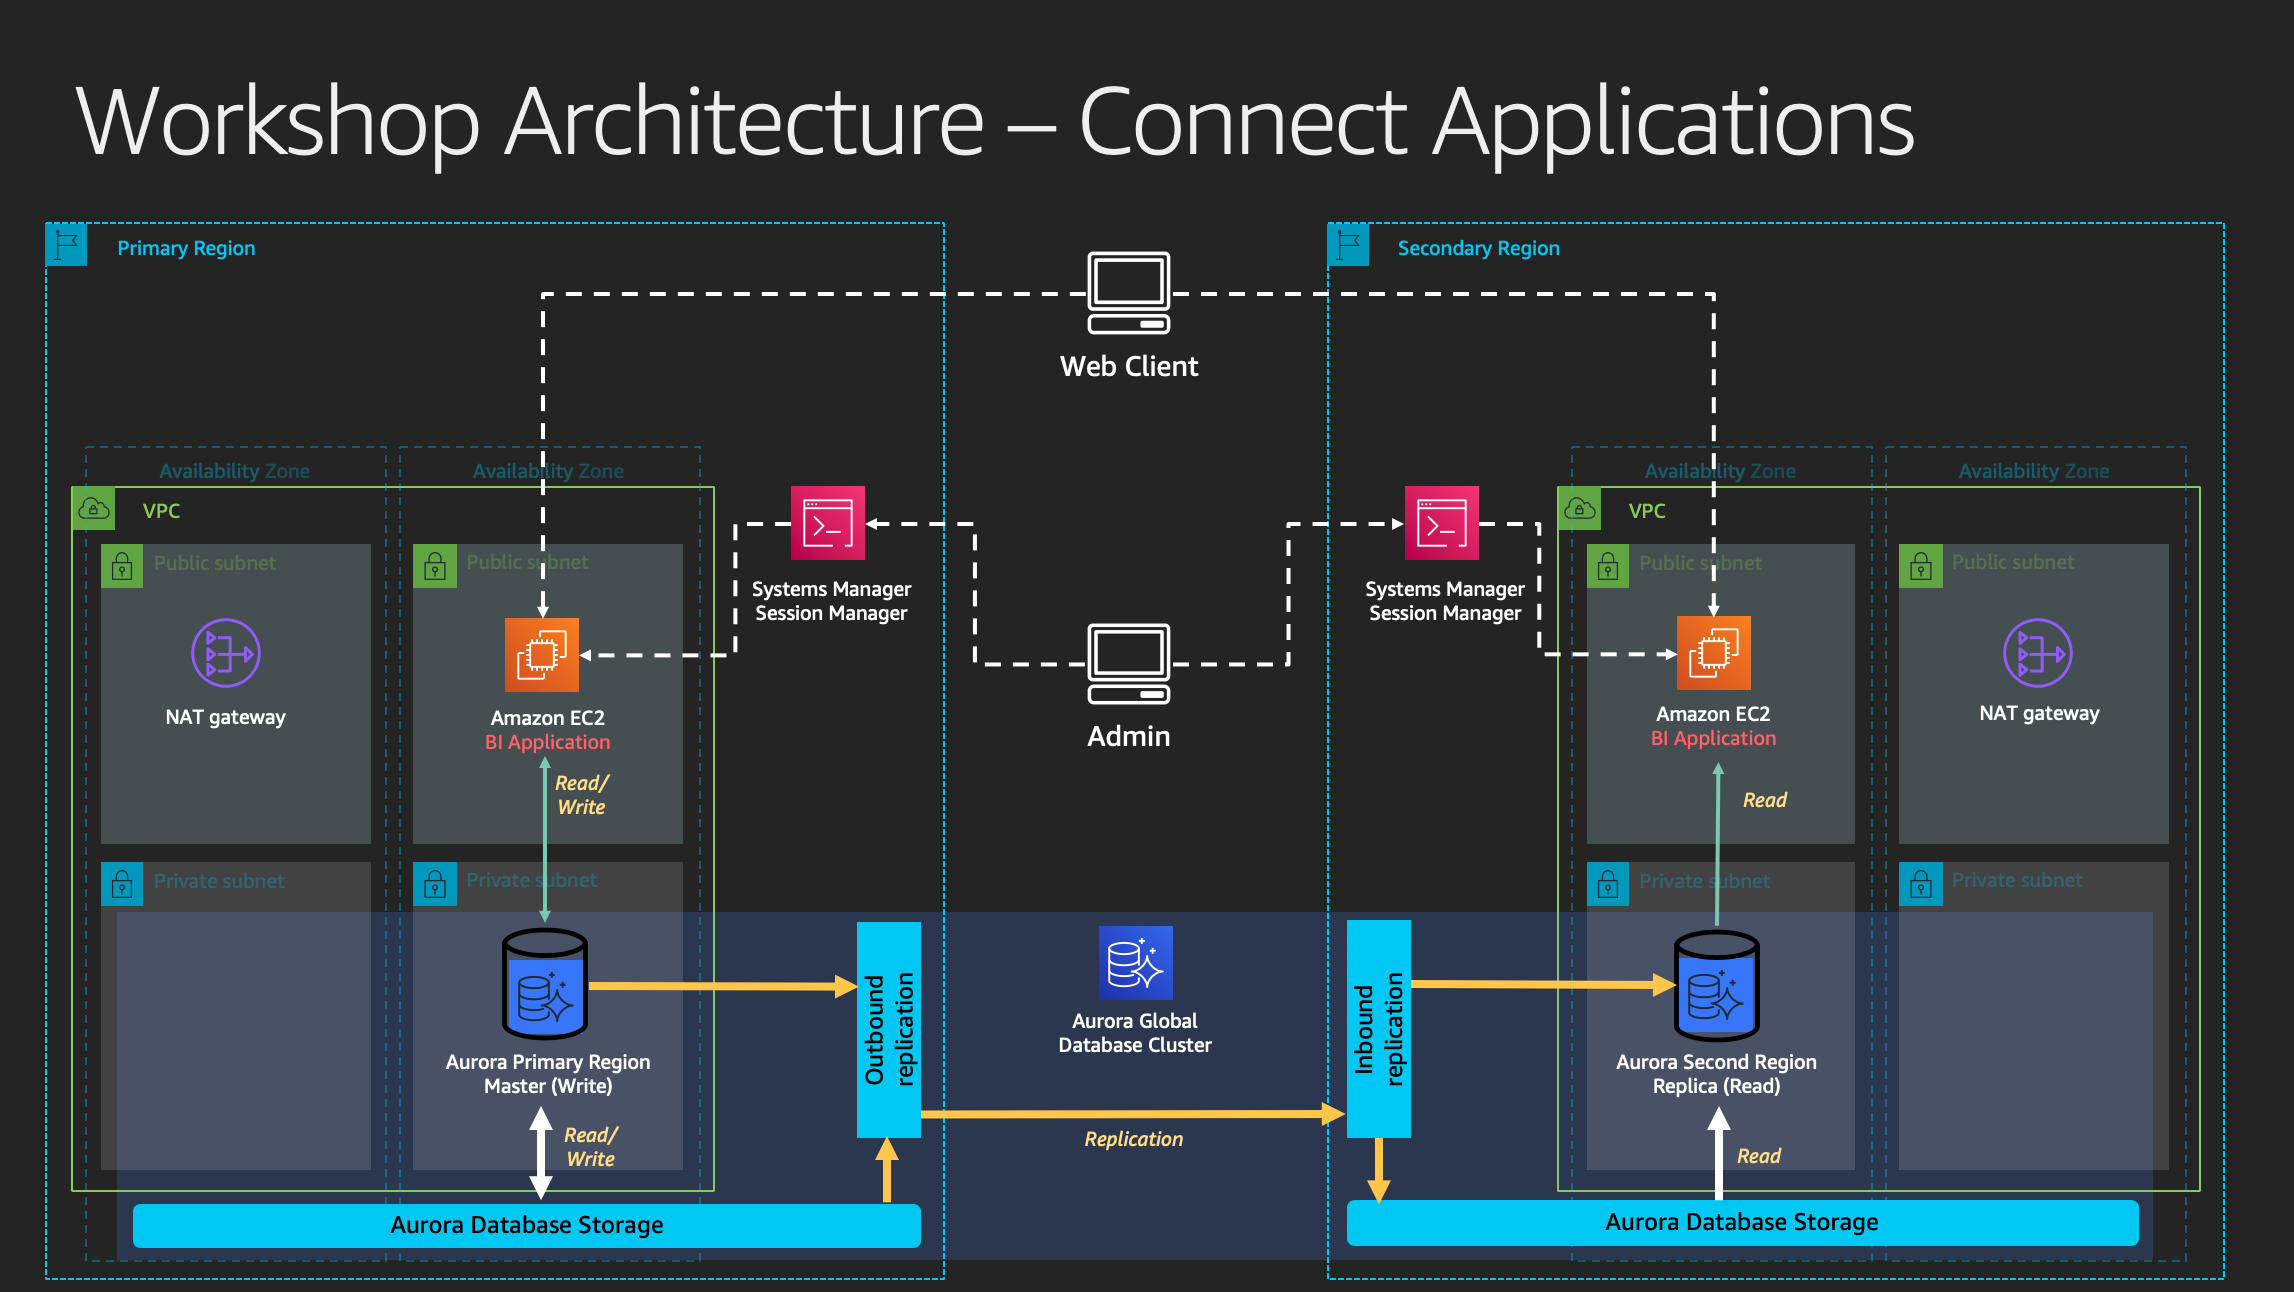 Workshop Architecture – Connect Applications
Primary Region
Secondary Region
Web Client
Availability Zone
Availability Zone
Availability Zone
Availability Zone
VPC
VPC
Public subnet
Public subnet
Public subnet
Public subnet
Systems Manager
Session Manager
Systems Manager
Session Manager
NAT gateway
Amazon EC2
BI Application
Admin
Amazon EC2
BI Application
NAT gateway
Read/
Write
Read
Private subnet
Private subnet
Private subnet
Private subnet
Outbound
replication
Aurora Global
Database Cluster
Inbound
replication
Aurora Primary Region
Master (Write)
Aurora Second Region
Replica (Read)
Read/
Write
Replication
Read
Aurora Database Storage
Aurora Database Storage